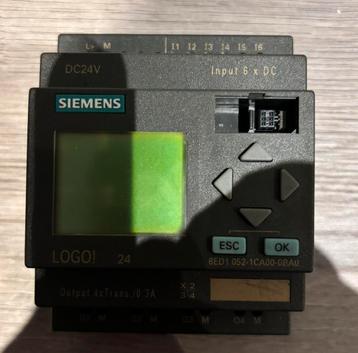 L+ M I1 I2 I3 I4 I5 I6
DC24V Input 6 x DC
SIEMENS
ESC OK
LOGO! 24 6ED1 052-1CA00-0BA0
Output 4xTrans./0.3A X 2
3 4
M M Q4 M